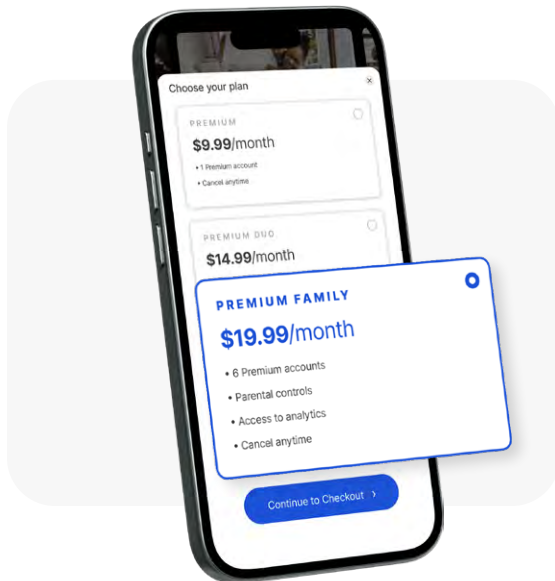 Choose your plan
PREMIUM
$9.99/month
• 1 Premium account
• Cancel anytime
PREMIUM DUO
$14.99/month
PREMIUM FAMILY
$19.99/month
• 6 Premium accounts
• Parental controls
• Access to analytics
• Cancel anytime
Continue to Checkout ›